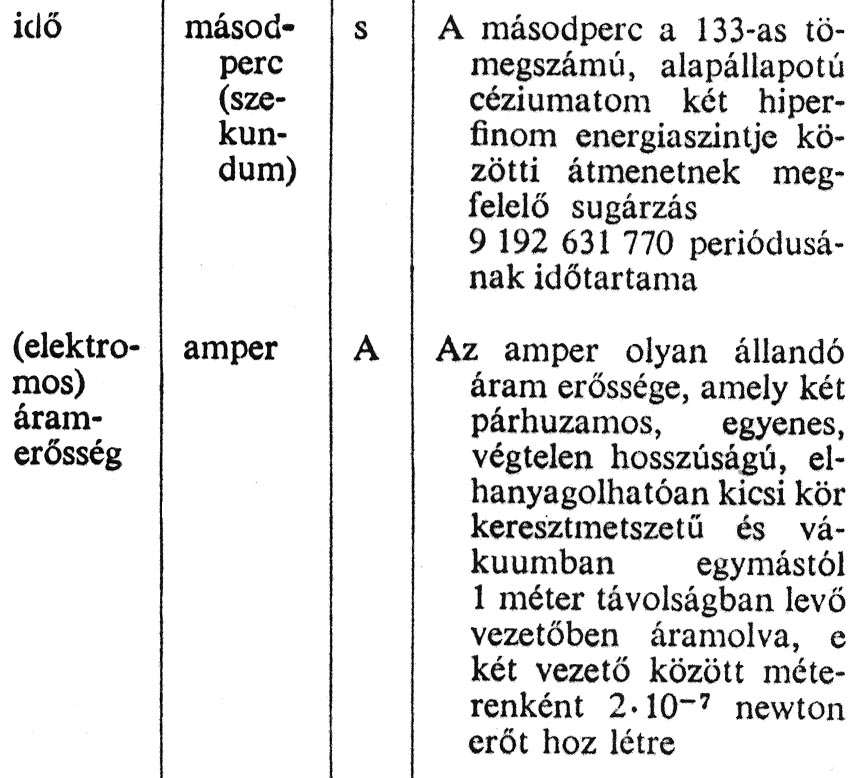 idő
másod-
perc
(sze-
kun-
dum)
s
A másodperc a 133-as tö-
megszámú, alapállapotú
céziumatom két hiper-
finom energiaszintje kö-
zötti átmenetnek meg-
felelő sugárzás
9 192 631 770 periódusá-
nak időtartama
(elektro-
mos)
áram-
erősség
amper
A
Az amper olyan állandó
áram erőssége, amely két
párhuzamos, egyenes,
végtelen hosszúságú, el-
hanyagolhatóan kicsi kör
keresztmetszetű és vá-
kuumban egymástól
1 méter távolságban levő
vezetőben áramolva, e
két vezető között méte-
renként 2·10⁻⁷ newton
erőt hoz létre